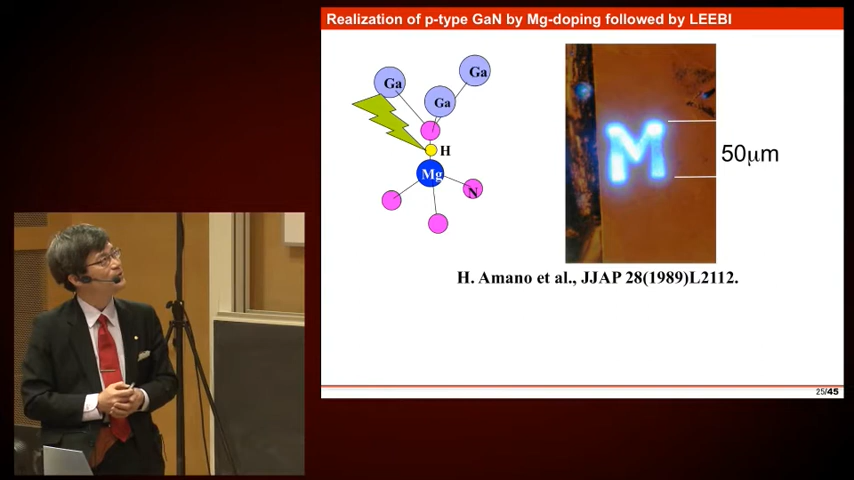 Realization of p-type GaN by Mg-doping followed by LEEBI
Ga
Ga
Ga
H
Mg
N
M
50μm
H. Amano et al., JJAP 28(1989)L2112.
25/45